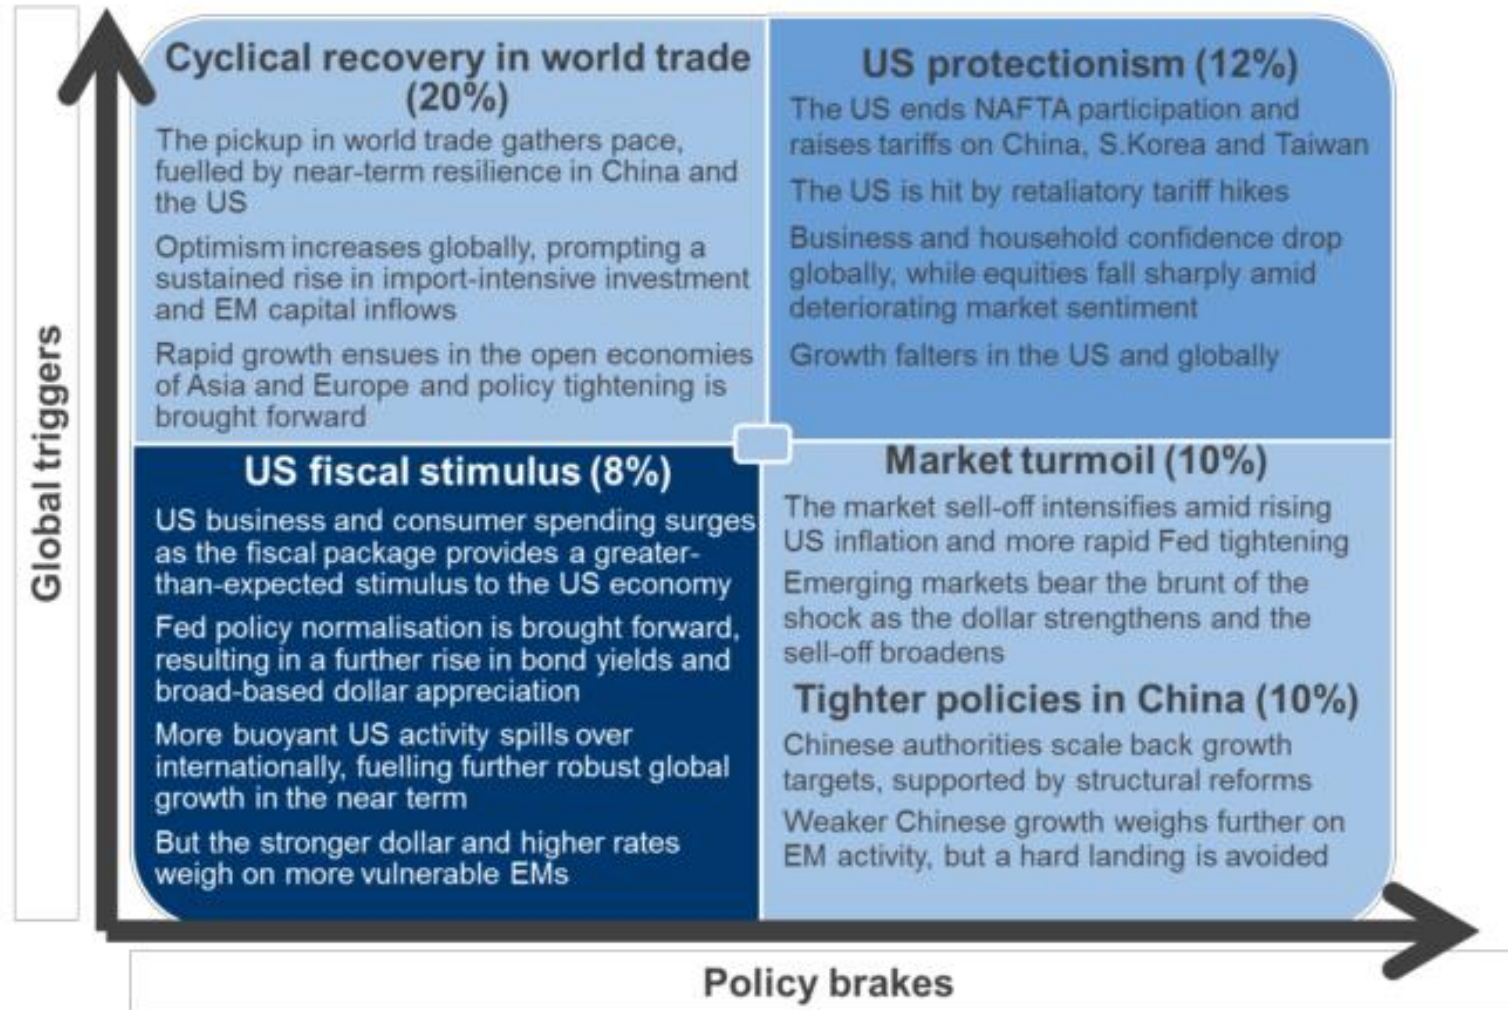 Global triggers
Cyclical recovery in world trade
(20%)
The pickup in world trade gathers pace,
fuelled by near-term resilience in China and
the US
Optimism increases globally, prompting a
sustained rise in import-intensive investment
and EM capital inflows
Rapid growth ensues in the open economies
of Asia and Europe and policy tightening is
brought forward
US protectionism (12%)
The US ends NAFTA participation and
raises tariffs on China, S.Korea and Taiwan
The US is hit by retaliatory tariff hikes
Business and household confidence drop
globally, while equities fall sharply amid
deteriorating market sentiment
Growth falters in the US and globally
US fiscal stimulus (8%)
US business and consumer spending surges
as the fiscal package provides a greater-
than-expected stimulus to the US economy
Fed policy normalisation is brought forward,
resulting in a further rise in bond yields and
broad-based dollar appreciation
More buoyant US activity spills over
internationally, fuelling further robust global
growth in the near term
But the stronger dollar and higher rates
weigh on more vulnerable EMs
Market turmoil (10%)
The market sell-off intensifies amid rising
US inflation and more rapid Fed tightening
Emerging markets bear the brunt of the
shock as the dollar strengthens and the
sell-off broadens
Tighter policies in China (10%)
Chinese authorities scale back growth
targets, supported by structural reforms
Weaker Chinese growth weighs further on
EM activity, but a hard landing is avoided
Policy brakes